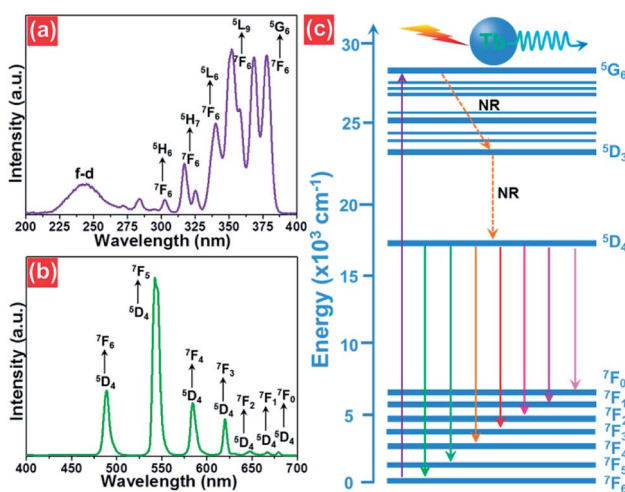 (a)
Intensity (a.u.)
f-d
⁵H₆
⁷F₆
⁵H₇
⁷F₆
⁵L₆
⁷F₆
⁵L₉
⁷F₆
⁵G₆
⁷F₆
200 225 250 275 300 325 350 375 400
Wavelength (nm)
(b)
Intensity (a.u.)
⁷F₆
⁵D₄
⁷F₅
⁵D₄
⁷F₄
⁵D₄
⁷F₃
⁵D₄
⁷F₂
⁵D₄
⁷F₁
⁵D₄
⁷F₀
⁵D₄
400 450 500 550 600 650 700
Wavelength (nm)
(c)
Energy (x10³ cm⁻¹)
30
25
20
15
10
5
0
Tb
NR
NR
⁵G₆
⁵D₃
⁵D₄
⁷F₀
⁷F₁
⁷F₂
⁷F₃
⁷F₄
⁷F₅
⁷F₆